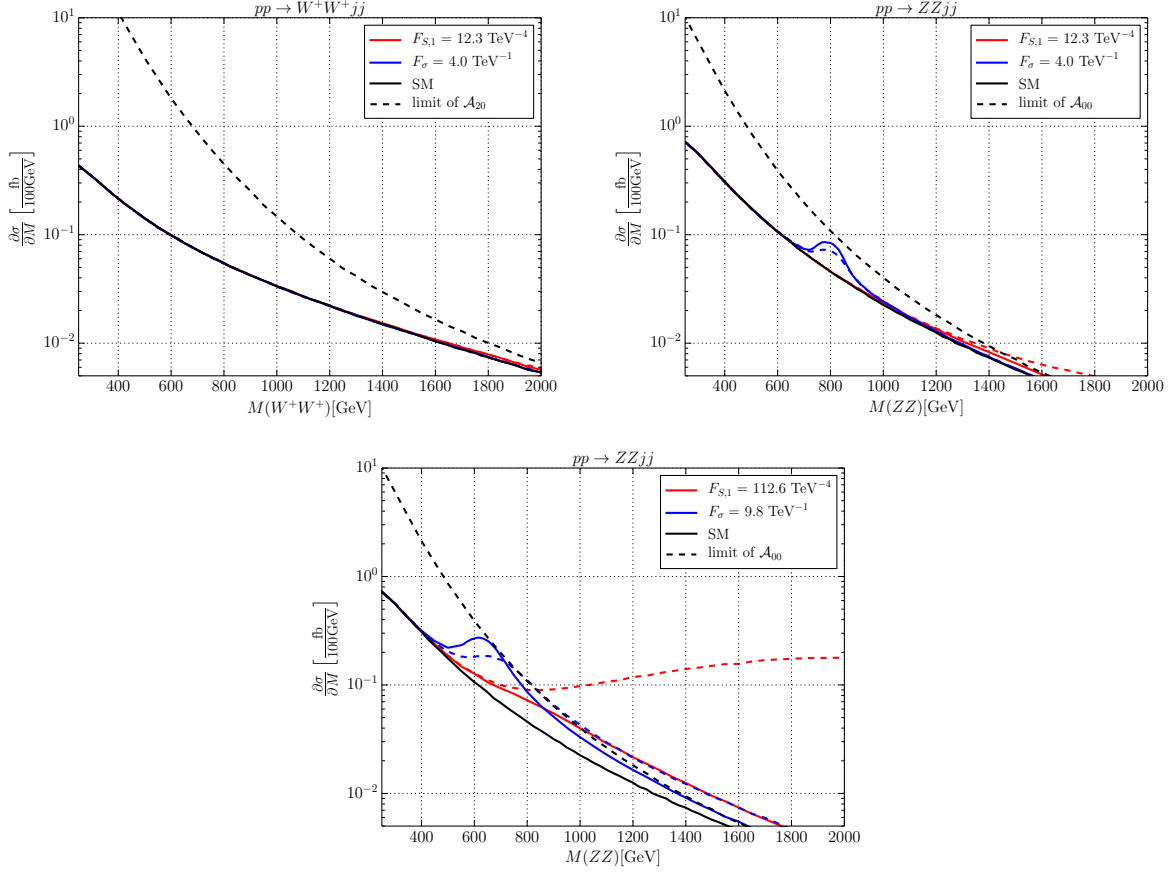 pp → W⁺W⁺jj
F_{S,1} = 12.3 TeV⁻⁴
F_σ = 4.0 TeV⁻¹
SM
limit of 𝒜₂₀
10¹
10⁰
10⁻¹
10⁻²
∂σ/∂M [fb/100GeV]
400 600 800 1000 1200 1400 1600 1800 2000
M(W⁺W⁺)[GeV]
pp → ZZjj
F_{S,1} = 12.3 TeV⁻⁴
F_σ = 4.0 TeV⁻¹
SM
limit of 𝒜₀₀
10¹
10⁰
10⁻¹
10⁻²
∂σ/∂M [fb/100GeV]
400 600 800 1000 1200 1400 1600 1800 2000
M(ZZ)[GeV]
pp → ZZjj
F_{S,1} = 112.6 TeV⁻⁴
F_σ = 9.8 TeV⁻¹
SM
limit of 𝒜₀₀
10¹
10⁰
10⁻¹
10⁻²
∂σ/∂M [fb/100GeV]
400 600 800 1000 1200 1400 1600 1800 2000
M(ZZ)[GeV]